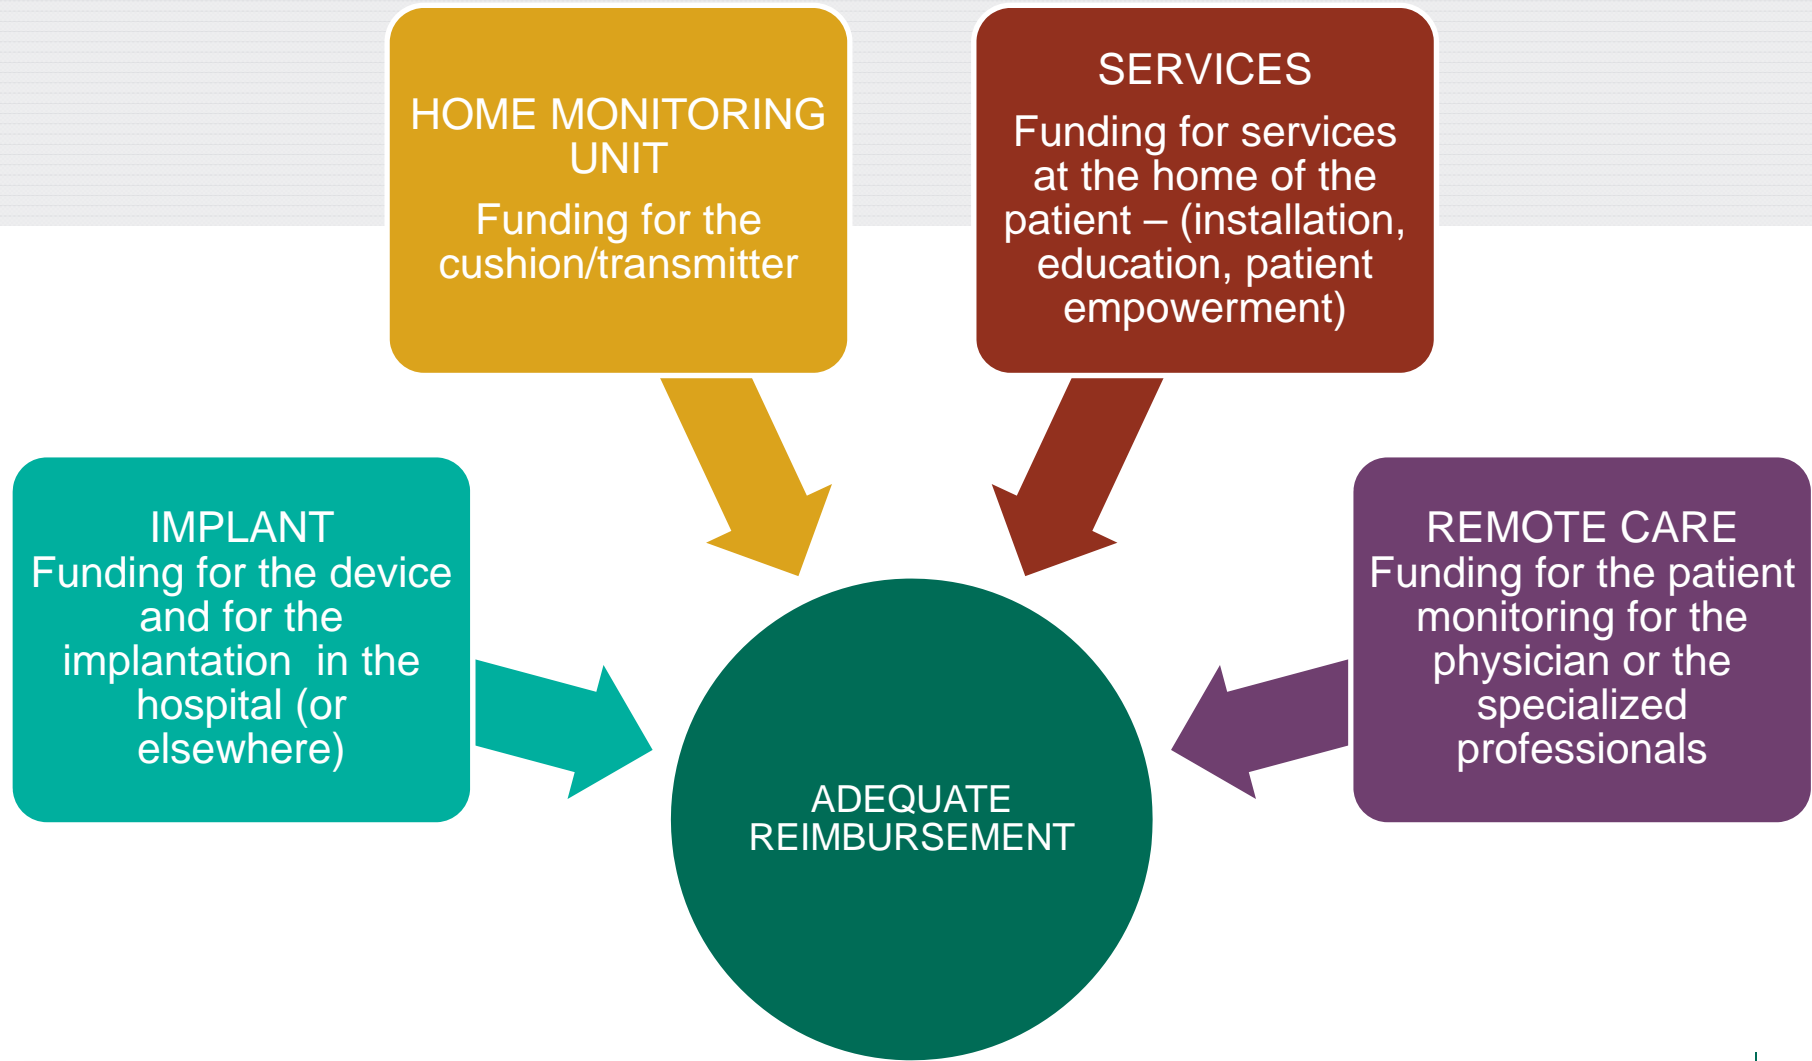 HOME MONITORING
UNIT
Funding for the
cushion/transmitter
SERVICES
Funding for services
at the home of the
patient – (installation,
education, patient
empowerment)
IMPLANT
Funding for the device
and for the
implantation  in the
hospital (or
elsewhere)
REMOTE CARE
Funding for the patient
monitoring for the
physician or the
specialized
professionals
ADEQUATE
REIMBURSEMENT